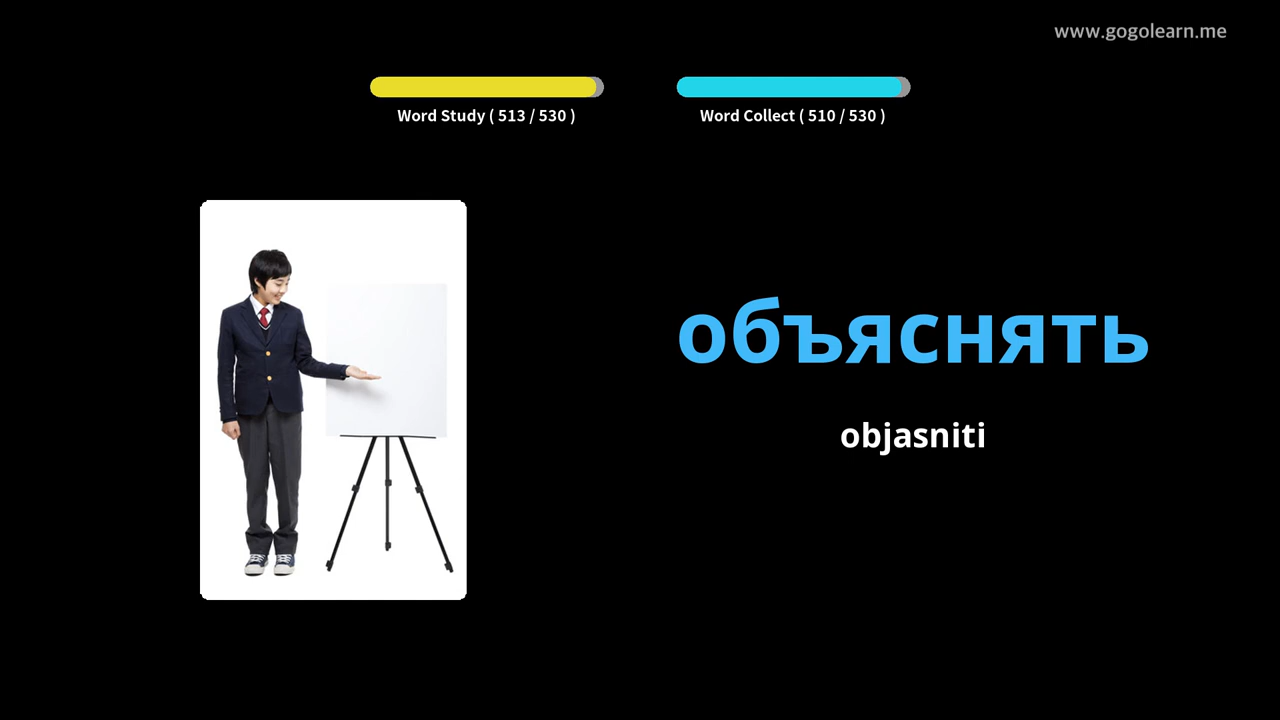 www.gogolearn.me
Word Study ( 513 / 530 )
Word Collect ( 510 / 530 )
объяснять
objasniti